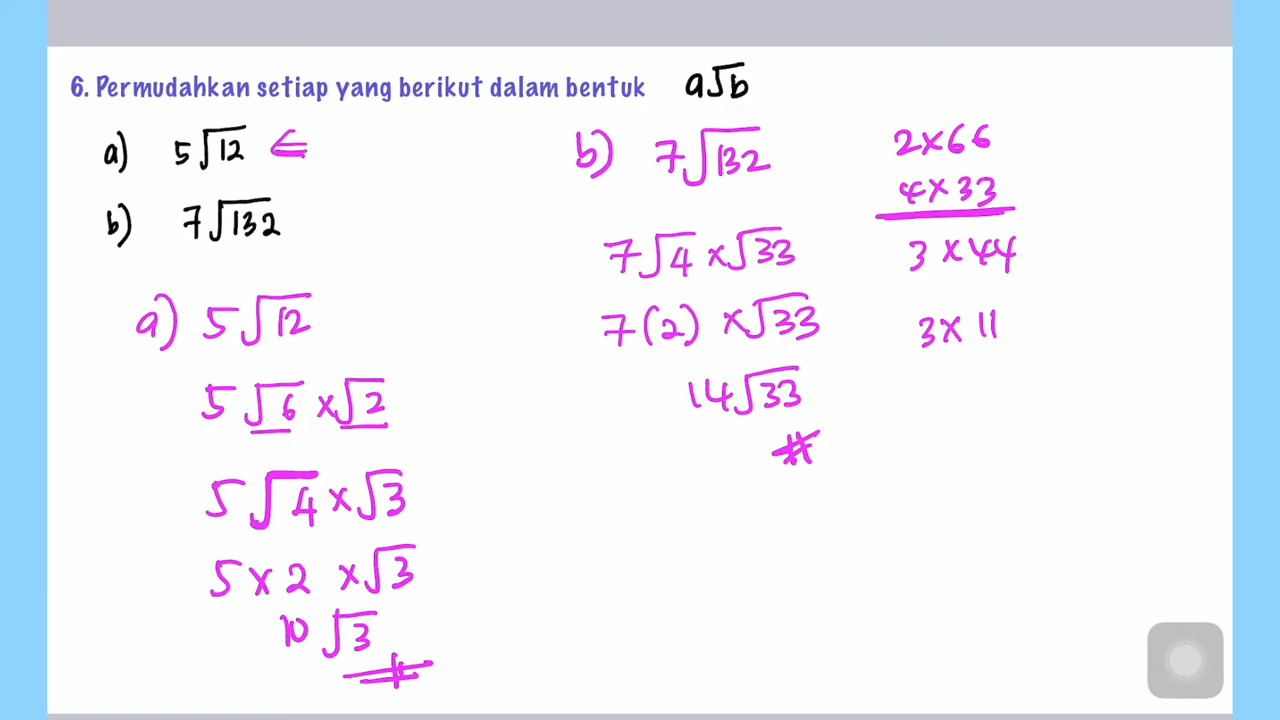 6. Permudahkan setiap yang berikut dalam bentuk a√b
a) 5√12 ⇐
b) 7√132
a) 5√12
5√6 × √2
5√4 × √3
5 × 2 × √3
10√3
b) 7√132
7√4 × √33
7(2) × √33
14√33
#
2×66
4×33
3 × 44
3 × 11